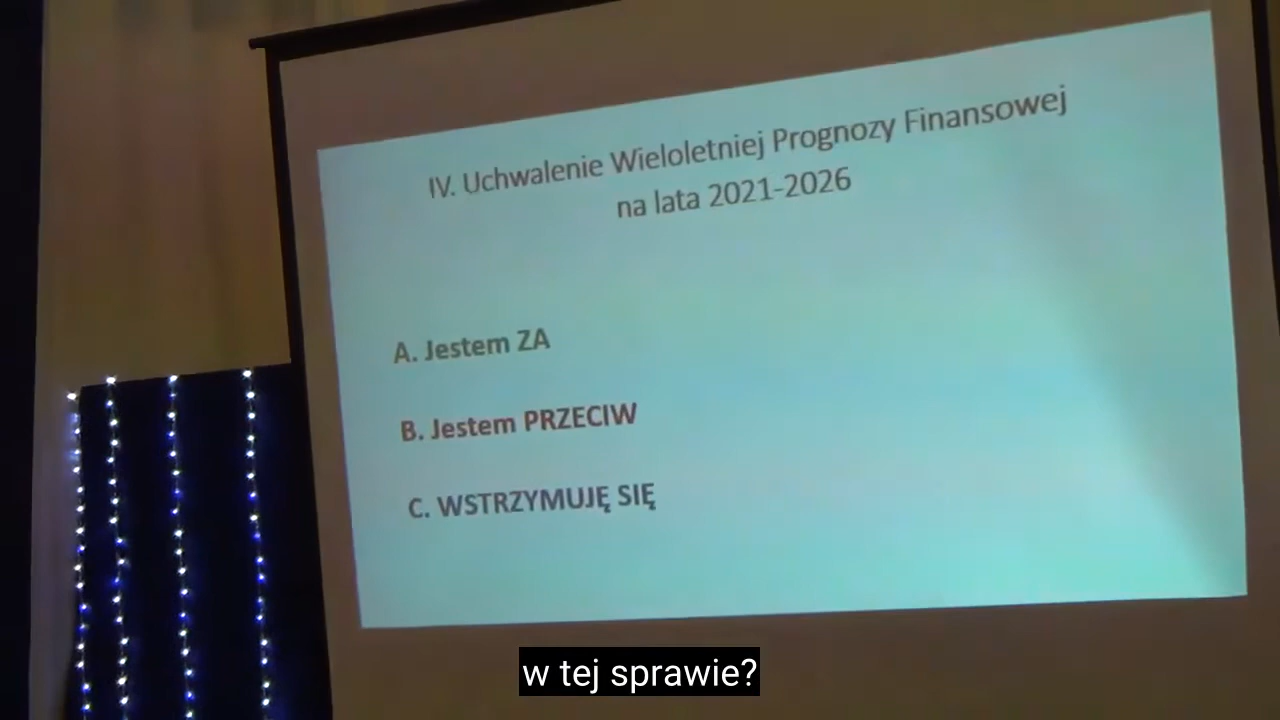 IV. Uchwalenie Wieloletniej Prognozy Finansowej
na lata 2021-2026
A. Jestem ZA
B. Jestem PRZECIW
C. WSTRZYMUJĘ SIĘ
w tej sprawie?